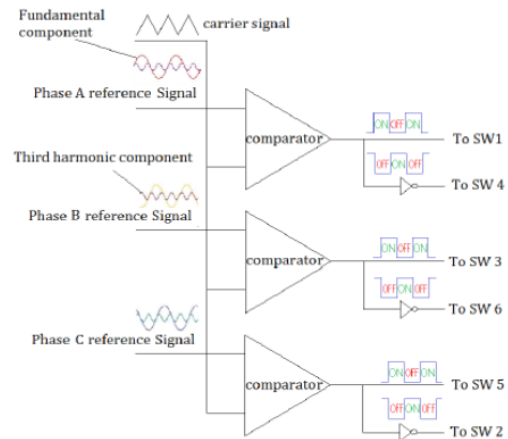 Fundamental
component
carrier signal
Phase A reference Signal
comparator
ON OFF ON
To SW1
OFF ON OFF
To SW 4
Third harmonic component
Phase B reference Signal
comparator
ON OFF ON
To SW 3
OFF ON OFF
To SW 6
Phase C reference Signal
comparator
ON OFF ON
To SW 5
OFF ON OFF
To SW 2